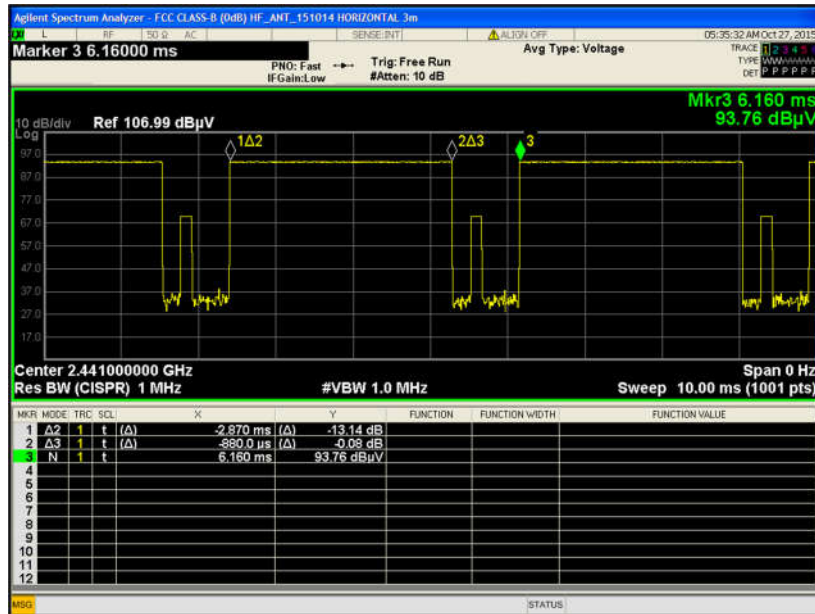 Agilent Spectrum Analyzer - FCC CLASS-B (0dB) HF_ANT_151014 HORIZONTAL 3m
L RF 50 Ω AC SENSE:INT ALIGN OFF 05:35:32 AM Oct 27, 2015
Marker 3 6.16000 ms Avg Type: Voltage TRACE 1 2 3 4 5
PNO: Fast Trig: Free Run TYPE
IFGain:Low #Atten: 10 dB DET P P P P P
Mkr3 6.160 ms
10 dB/div Ref 106.99 dBµV 93.76 dBµV
Log
1Δ2 2Δ3 3
97.0
87.0
77.0
67.0
57.0
47.0
37.0
27.0
17.0
Center 2.441000000 GHz Span 0 Hz
Res BW (CISPR) 1 MHz #VBW 1.0 MHz Sweep 10.00 ms (1001 pts)
MKR MODE TRC SCL X Y FUNCTION FUNCTION WIDTH FUNCTION VALUE
1 Δ2 1 t (Δ) -2.870 ms (Δ) -13.14 dB
2 Δ3 1 t (Δ) -880.0 µs (Δ) -0.08 dB
3 N 1 t 6.160 ms 93.76 dBµV
4
5
6
7
8
9
10
11
12
MSG STATUS